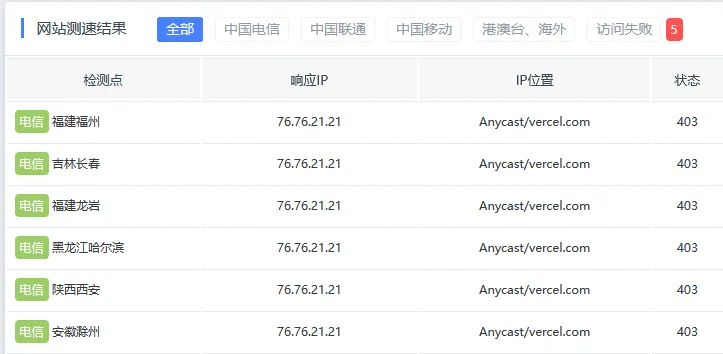 网站测速结果 全部 中国电信 中国联通 中国移动 港澳台、海外 访问失败 5
检测点 响应IP IP位置 状态
电信 福建福州 76.76.21.21 Anycast/vercel.com 403
电信 吉林长春 76.76.21.21 Anycast/vercel.com 403
电信 福建龙岩 76.76.21.21 Anycast/vercel.com 403
电信 黑龙江哈尔滨 76.76.21.21 Anycast/vercel.com 403
电信 陕西西安 76.76.21.21 Anycast/vercel.com 403
电信 安徽滁州 76.76.21.21 Anycast/vercel.com 403